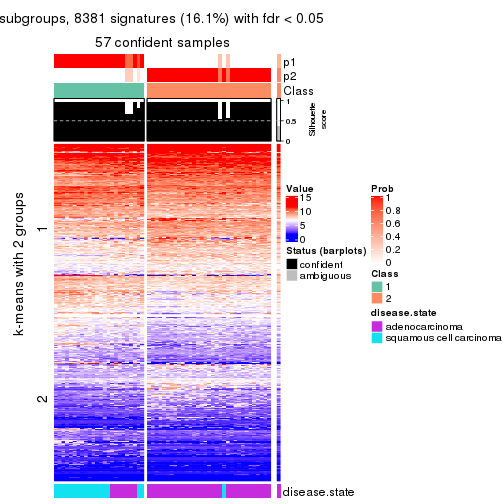 subgroups, 8381 signatures (16.1%) with fdr < 0.05
57 confident samples
p1
p2
Class
1
0.5
0
Silhouette
score
k-means with 2 groups
1
2
Value
15
10
5
0
Status (barplots)
confident
ambiguous
Prob
1
0.8
0.6
0.4
0.2
0
Class
1
2
disease.state
adenocarcinoma
squamous cell carcinoma
disease.state